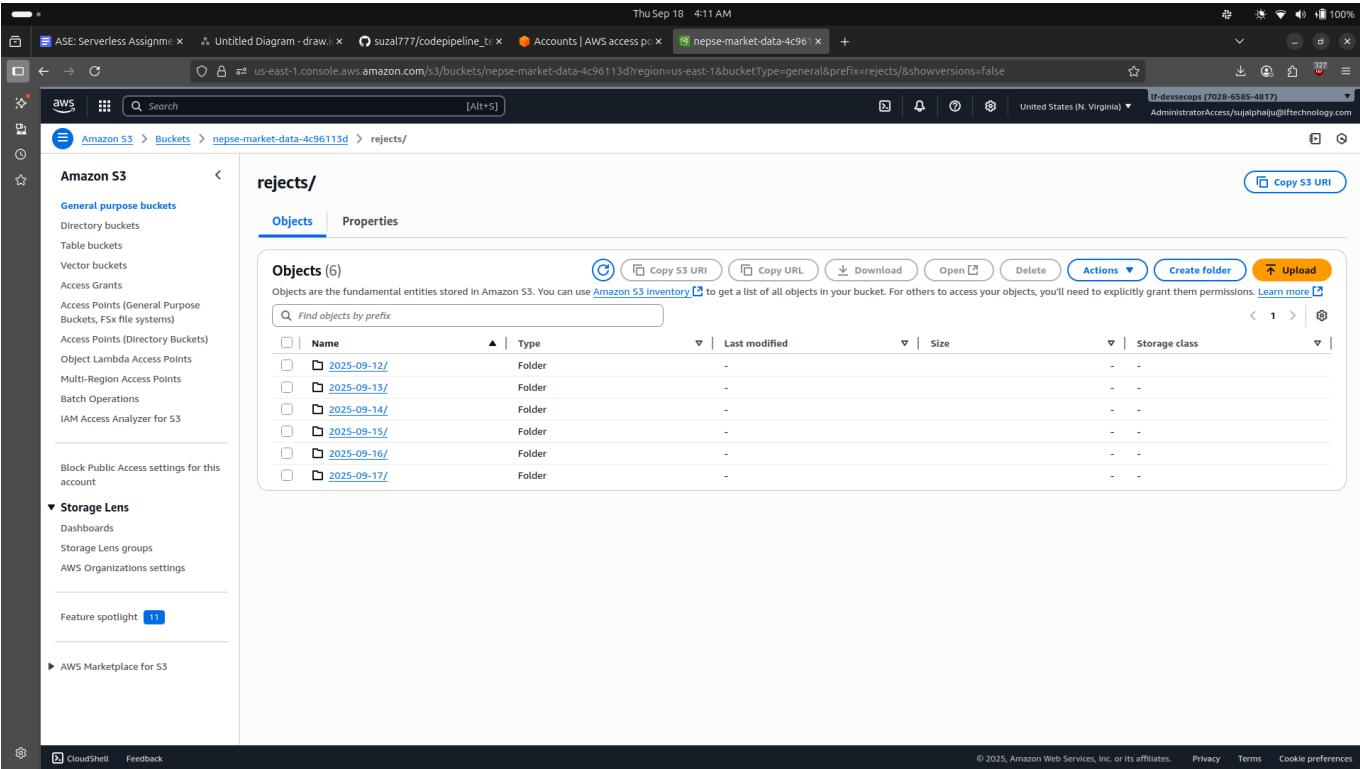 Thu Sep 18 4:11 AM
100%
ASE: Serverless Assignme
Untitled Diagram - draw.i
suzal777/codepipeline_te
Accounts | AWS access po
nepse-market-data-4c961
us-east-1.console.aws.amazon.com/s3/buckets/nepse-market-data-4c96113d?region=us-east-1&bucketType=general&prefix=rejects/&showversions=false
327
aws
Search [Alt+S]
United States (N. Virginia)
lf-devsecops (7028-6585-4817)
AdministratorAccess/sujalphaiju@lftechnology.com
Amazon S3 > Buckets > nepse-market-data-4c96113d > rejects/
Amazon S3
General purpose buckets
Directory buckets
Table buckets
Vector buckets
Access Grants
Access Points (General Purpose
Buckets, FSx file systems)
Access Points (Directory Buckets)
Object Lambda Access Points
Multi-Region Access Points
Batch Operations
IAM Access Analyzer for S3
Block Public Access settings for this
account
Storage Lens
Dashboards
Storage Lens groups
AWS Organizations settings
Feature spotlight 11
AWS Marketplace for S3
rejects/
Copy S3 URI
Objects Properties
Objects (6)
Copy S3 URI Copy URL Download Open Delete Actions Create folder Upload
Objects are the fundamental entities stored in Amazon S3. You can use Amazon S3 inventory to get a list of all objects in your bucket. For others to access your objects, you'll need to explicitly grant them permissions. Learn more
Find objects by prefix
1
Name Type Last modified Size Storage class
2025-09-12/ Folder - - -
2025-09-13/ Folder - - -
2025-09-14/ Folder - - -
2025-09-15/ Folder - - -
2025-09-16/ Folder - - -
2025-09-17/ Folder - - -
CloudShell Feedback
© 2025, Amazon Web Services, Inc. or its affiliates. Privacy Terms Cookie preferences